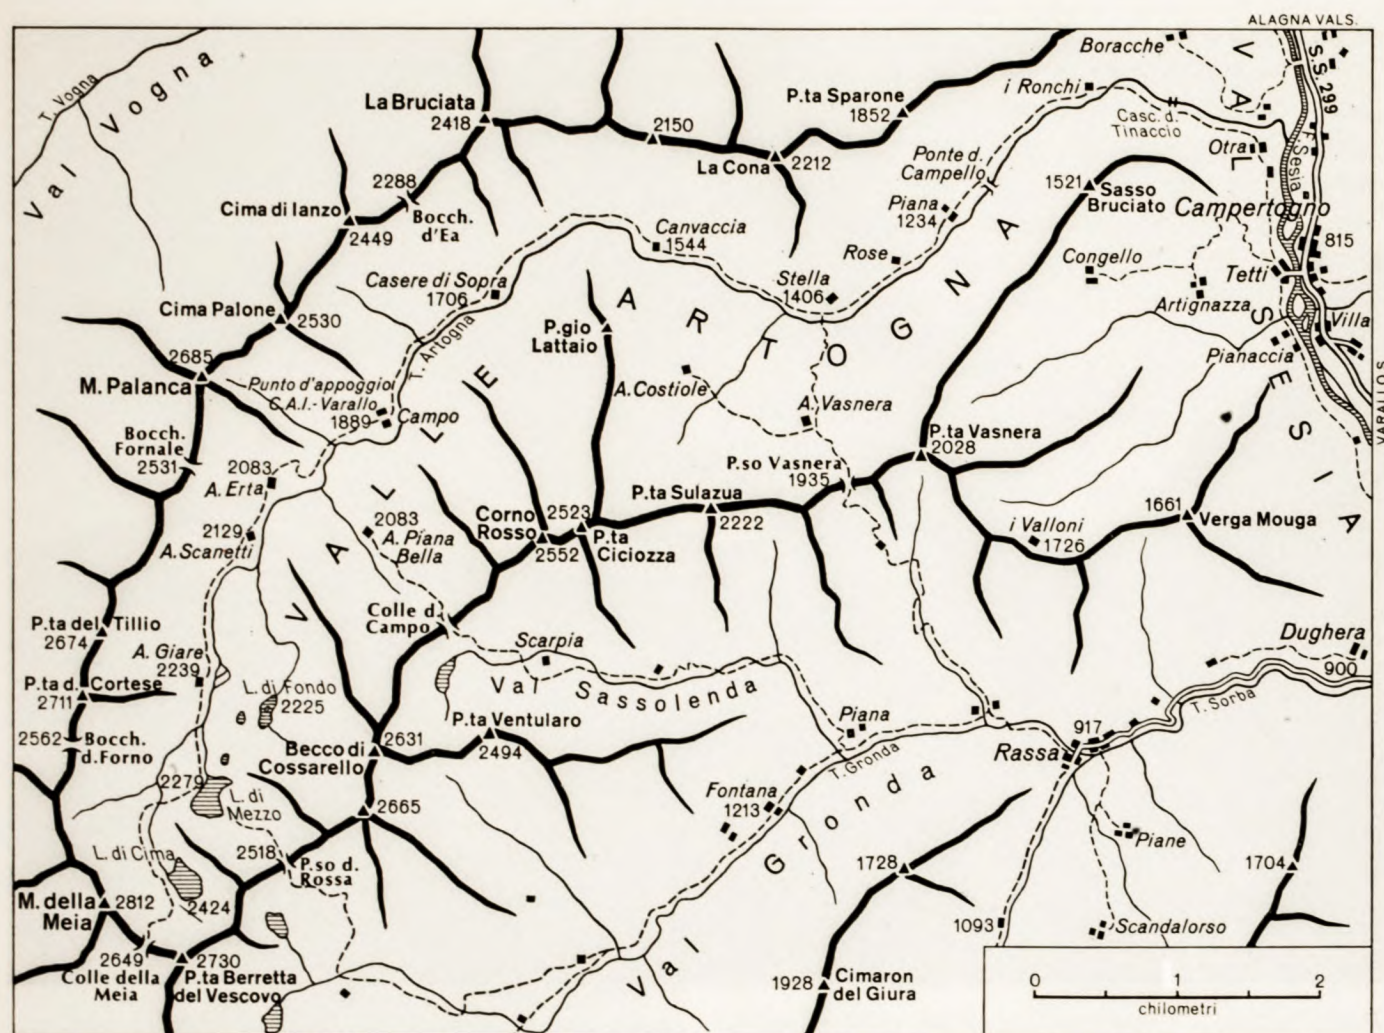 ALAGNA VALS.
Boracche
S.S. 299
T. Vogna
Val Vogna
La Bruciata
2418
P.ta Sparone
1852
i Ronchi
Casc. d.
Tinaccio
Otra
F. Sesia
2150
La Cona
2212
Ponte d.
Campello
Piana
1234
1521
Sasso
Bruciato
Campertogno
815
2288
Bocch.
d'Ea
Cima di Ianzo
2449
Canvaccia
1544
Rose
Congello
Tetti
Artignazza
Villa
Pianaccia
VAL SESIA
VARALLO S.
Casere di Sopra
1706
Stella
1406
Cima Palone
2530
T. Artogna
P.gio
Lattaio
VALLE ARTOGNA
2685
M. Palanca
Punto d'appoggio
C.A.I.-Varallo
1889
Campo
A. Costiole
A. Vasnera
P.ta Vasnera
2028
Bocch.
Fornale
2531
2083
A. Erta
P.so Vasnera
1935
P.ta Sulazua
2222
2129
A. Scanetti
2083
A. Piana
Bella
Corno
Rosso
2552
2523
P.ta
Ciciozza
i Valloni
1726
1661
Verga Mouga
Colle d.
Campo
P.ta del Tillio
2674
A. Giare
2239
Scarpia
Dughera
900
P.ta d. Cortese
2711
L. di Fondo
2225
Val Sassolenda
T. Sorba
2562
Bocch.
d. Forno
Becco di
Cossarello
2631
P.ta Ventularo
2494
Piana
917
Rassa
T. Gronda
2279
L. di
Mezzo
2665
Fontana
1213
Val Gronda
Piane
L. di Cima
2424
2518
P.so d.
Rossa
1728
1704
M. della
Meia
2812
1093
Scandalorso
2649
Colle della
Meia
2730
P.ta Berretta
del Vescovo
1928
Cimaron
del Giura
0 1 2
chilometri